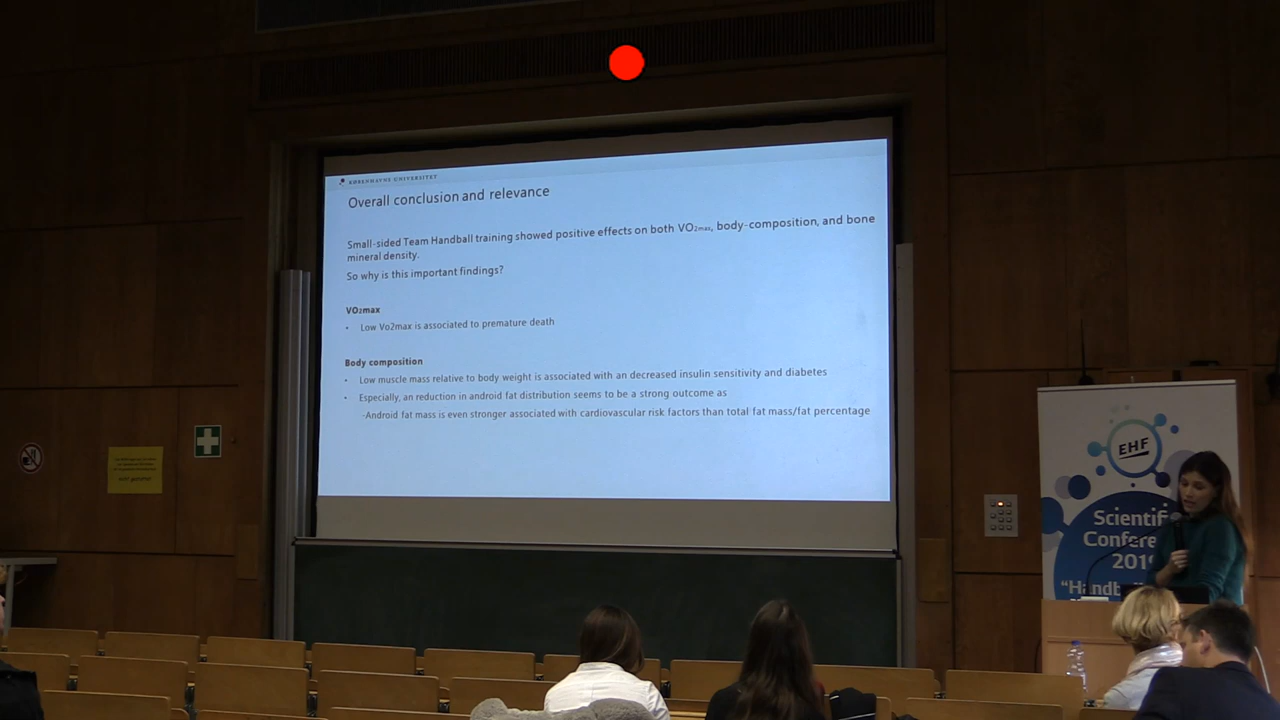 KØBENHAVNS UNIVERSITET
Overall conclusion and relevance
Small-sided Team Handball training showed positive effects on both VO2max, body-composition, and bone
mineral density.
So why is this important findings?
VO2max
• Low Vo2max is associated to premature death
Body composition
• Low muscle mass relative to body weight is associated with an decreased insulin sensitivity and diabetes
• Especially, an reduction in android fat distribution seems to be a strong outcome as
-Android fat mass is even stronger associated with cardiovascular risk factors than total fat mass/fat percentage
EHF
Scientif
Confere
201
"Handb